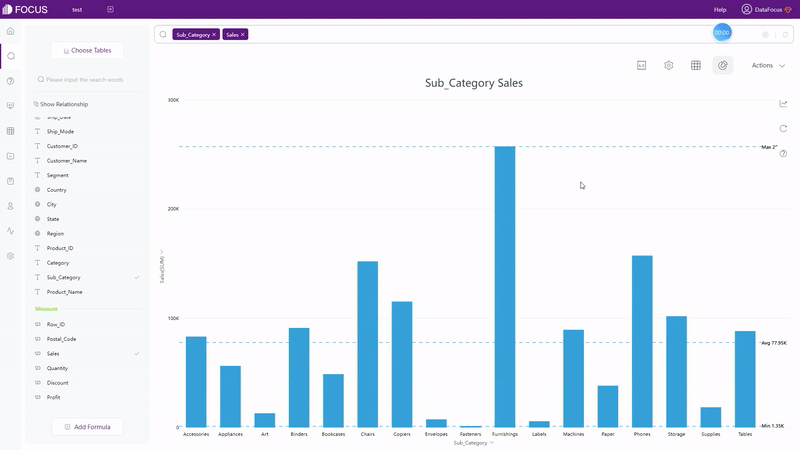 FOCUS
test
Help
DataFocus
Sub_Category ×
Sales ×
00:00
Choose Tables
Please input the search words
Show Relationship
Ship_Date
Ship_Mode
Customer_ID
Customer_Name
Segment
Country
City
State
Region
Product_ID
Category
Sub_Category
Product_Name
Measure
Row_ID
Postal_Code
Sales
Quantity
Discount
Profit
Add Formula
Actions
Sub_Category Sales
300K
200K
100K
0
Sales(SUM)
Max 2
Avg 77.95K
Min 1.35K
Accessories
Appliances
Art
Binders
Bookcases
Chairs
Copiers
Envelopes
Fasteners
Furnishings
Labels
Machines
Paper
Phones
Storage
Supplies
Tables
Sub_Category